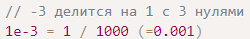 // -3 делится на 1 с 3 нулями
1e-3 = 1 / 1000 (=0.001)